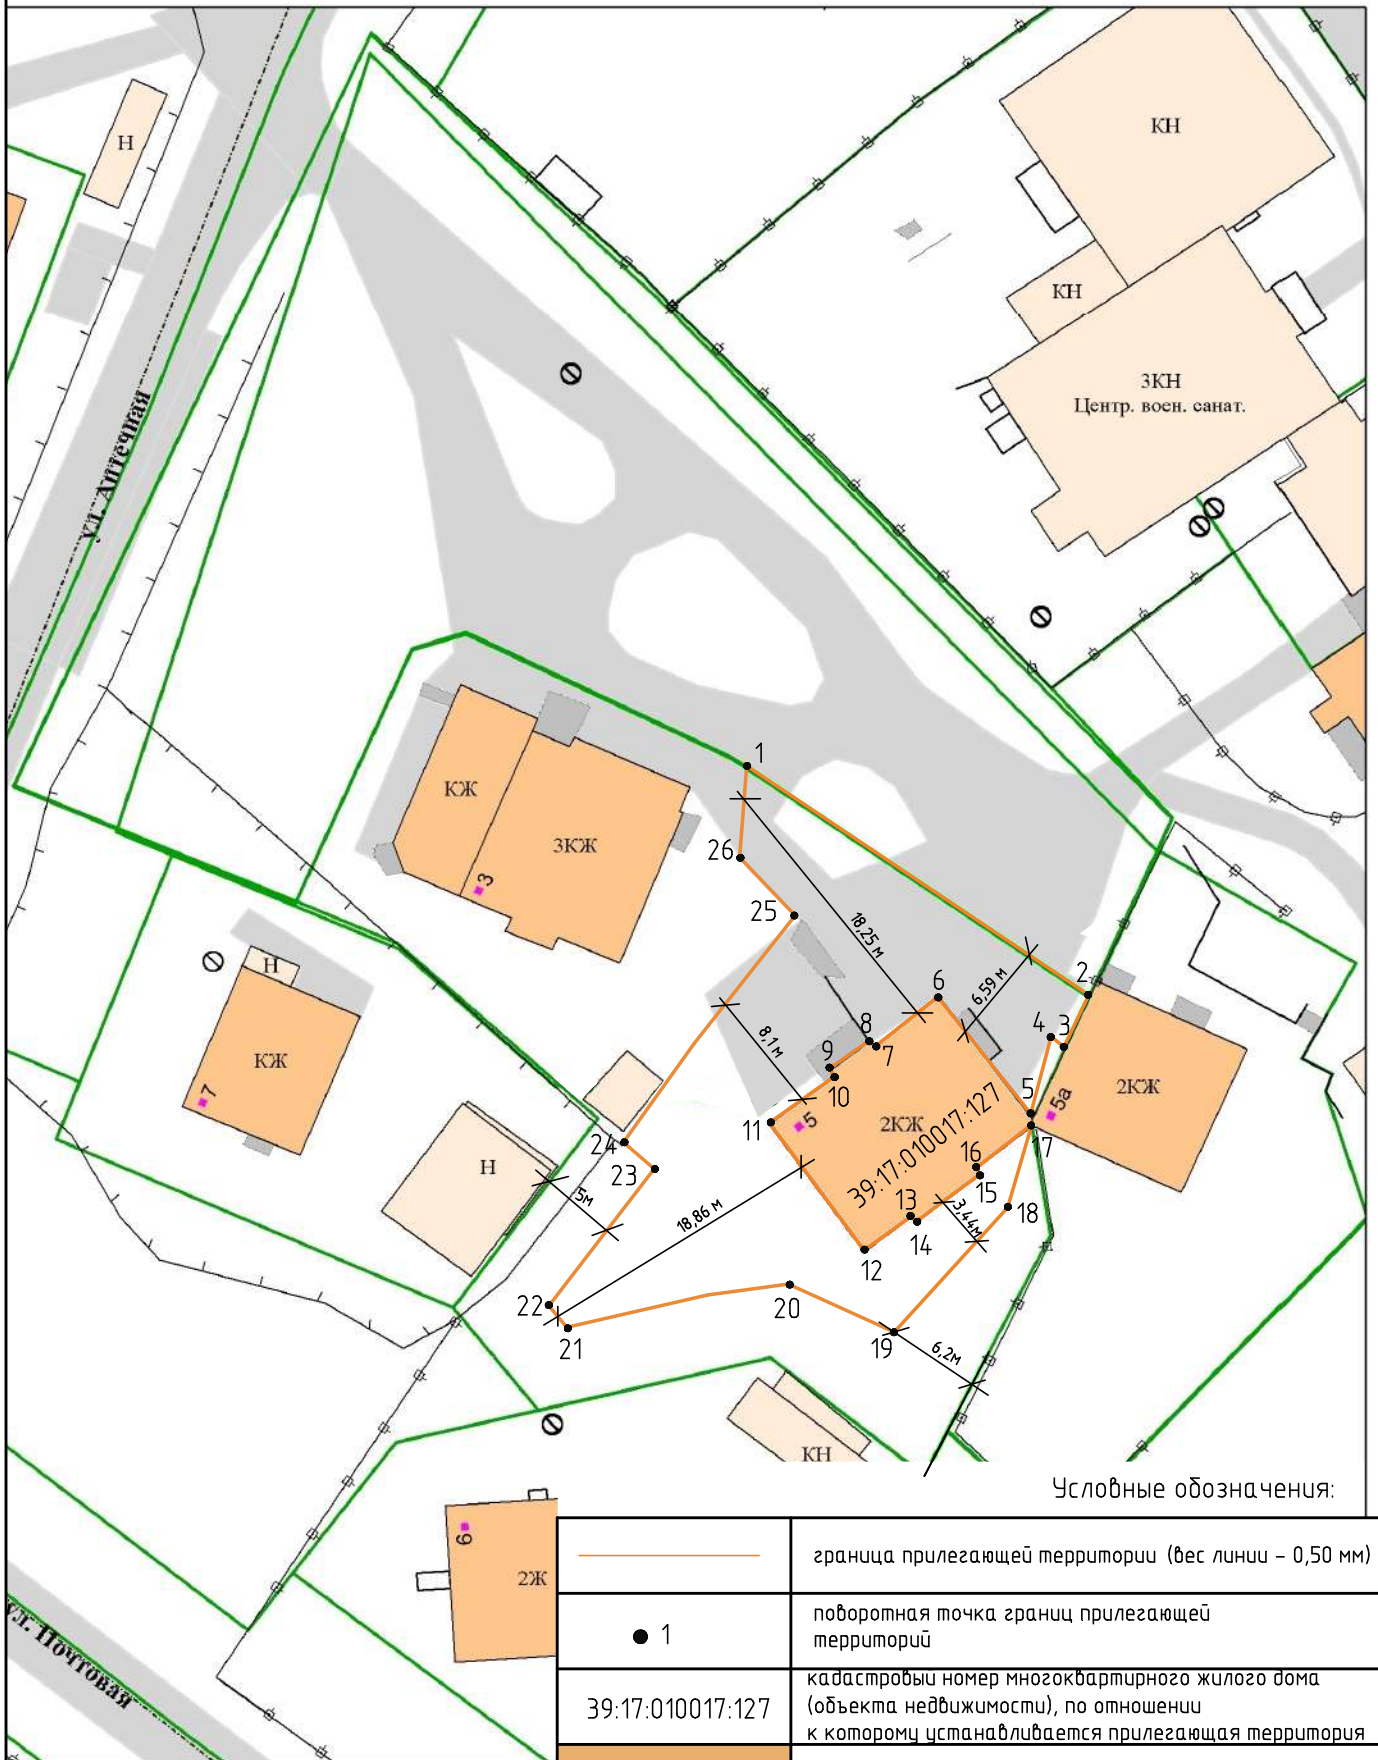 Н
КН
КН
3КН
Центр. воен. санат.
ул. Аптечная
1
КЖ
3КЖ
26
3
25
18,25 м
2
6
6,59 м
Н
4
3
8
7
8,1 м
9
КЖ
10
7
5
5а
2КЖ
11
5
2КЖ
39:17:010017:127
17
24
16
Н
23
15
5м
18,86 м
13
3,44м
18
14
12
22
20
21
19
6,2м
КН
Условные обозначения:
6
2Ж
граница прилегающей территории (вес линии – 0,50 мм)
1
поворотная точка границ прилегающей
территорий
ул. Почтовая
39:17:010017:127
кадастровый номер многоквартирного жилого дома
(объекта недвижимости), по отношении
к которому устанавливается прилегающая территория